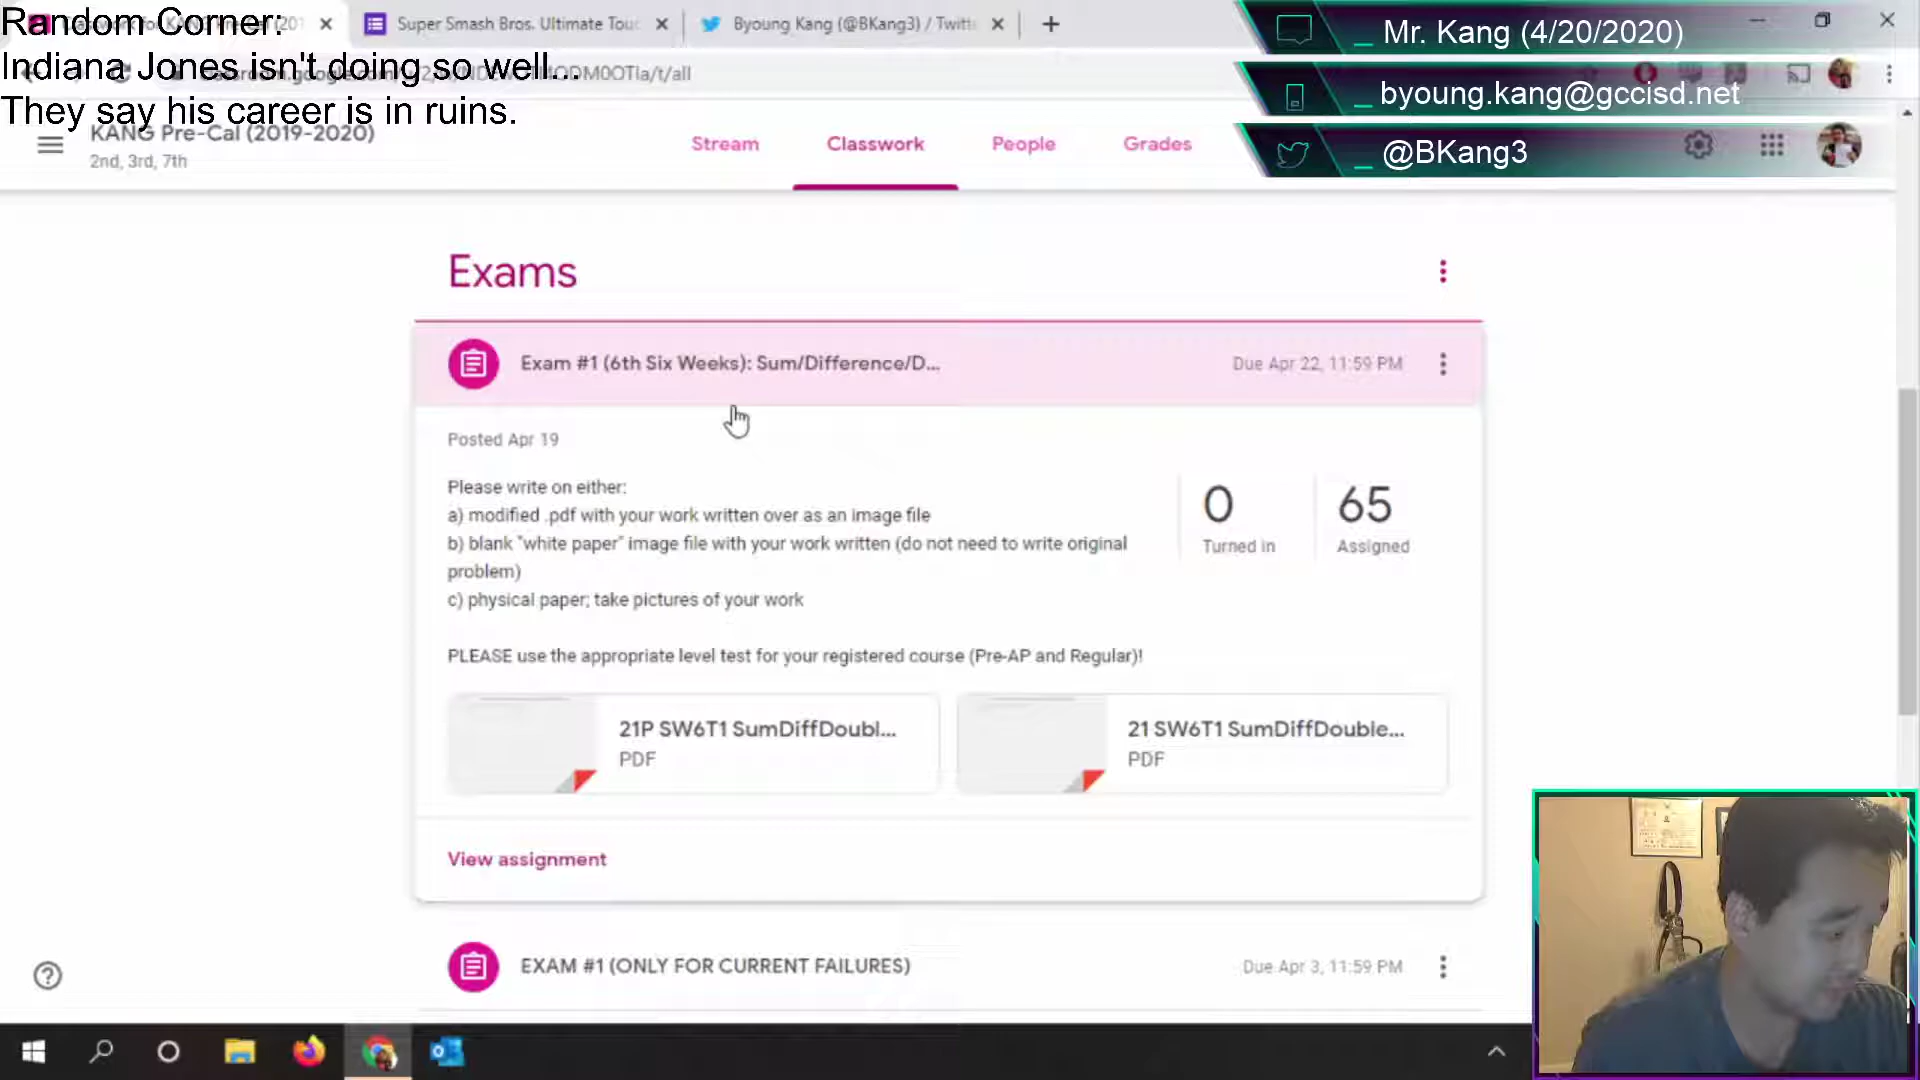 Random Corner:
Indiana Jones isn't doing so well...
They say his career is in ruins.
Super Smash Bros. Ultimate Tou
Byoung Kang (@BKang3) / Twitt
Mr. Kang (4/20/2020)
byoung.kang@gccisd.net
@BKang3
KANG Pre-Cal (2019-2020)
2nd, 3rd, 7th
Stream
Classwork
People
Grades
Exams
Exam #1 (6th Six Weeks): Sum/Difference/D...
Due Apr 22, 11:59 PM
Posted Apr 19
Please write on either:
a) modified .pdf with your work written over as an image file
b) blank "white paper" image file with your work written (do not need to write original
problem)
c) physical paper; take pictures of your work
0
Turned in
65
Assigned
PLEASE use the appropriate level test for your registered course (Pre-AP and Regular)!
21P SW6T1 SumDiffDoubl...
PDF
21 SW6T1 SumDiffDouble...
PDF
View assignment
EXAM #1 (ONLY FOR CURRENT FAILURES)
Due Apr 3, 11:59 PM